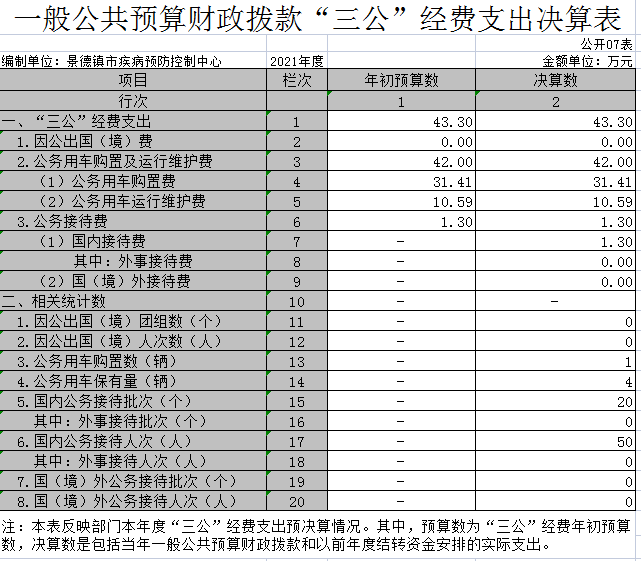 一般公共预算财政拨款“三公”经费支出决算表
公开07表
编制单位：景德镇市疾病预防控制中心 2021年度 金额单位：万元
项目 栏次 年初预算数 决算数
行次 1 2
一、“三公”经费支出 1 43.30 43.30
1.因公出国（境）费 2 0.00 0.00
2.公务用车购置及运行维护费 3 42.00 42.00
（1）公务用车购置费 4 31.41 31.41
（2）公务用车运行维护费 5 10.59 10.59
3.公务接待费 6 1.30 1.30
（1）国内接待费 7 － 1.30
其中：外事接待费 8 － 0.00
（2）国（境）外接待费 9 － 0.00
二、相关统计数 10 － －
1.因公出国（境）团组数（个） 11 － 0
2.因公出国（境）人次数（人） 12 － 0
3.公务用车购置数（辆） 13 － 1
4.公务用车保有量（辆） 14 － 4
5.国内公务接待批次（个） 15 － 20
其中：外事接待批次（个） 16 － 0
6.国内公务接待人次（人） 17 － 50
其中：外事接待人次（人） 18 － 0
7.国（境）外公务接待批次（个） 19 － 0
8.国（境）外公务接待人次（人） 20 － 0
注：本表反映部门本年度“三公”经费支出预决算情况。其中，预算数为“三公”经费年初预算
数，决算数是包括当年一般公共预算财政拨款和以前年度结转资金安排的实际支出。